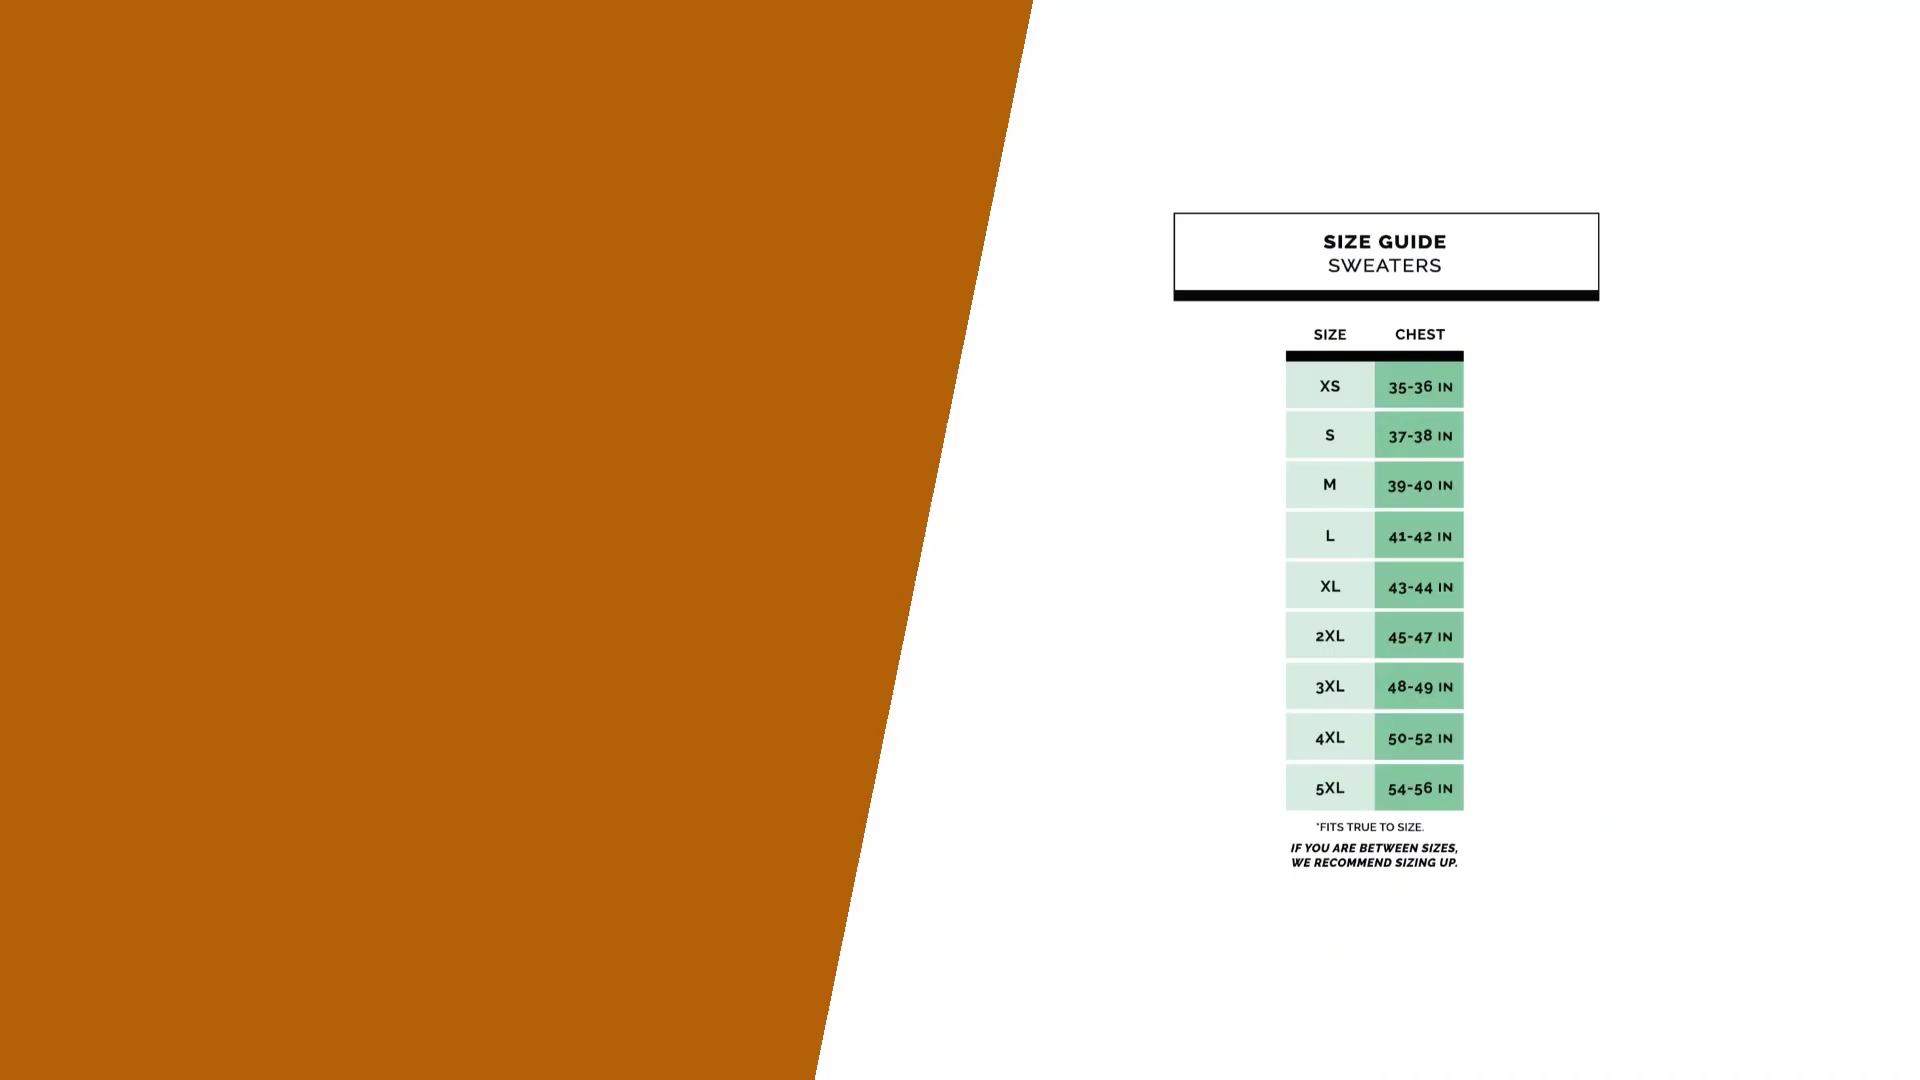 SIZE GUIDE
SWEATERS
SIZE CHEST
XS 35-36 IN
S 37-38 IN
M 39-40 IN
L 41-42 IN
XL 43-44 IN
2XL 45-47 IN
3XL 48-49 IN
4XL 50-52 IN
5XL 54-56 IN
*FITS TRUE TO SIZE.
IF YOU ARE BETWEEN SIZES,
WE RECOMMEND SIZING UP.